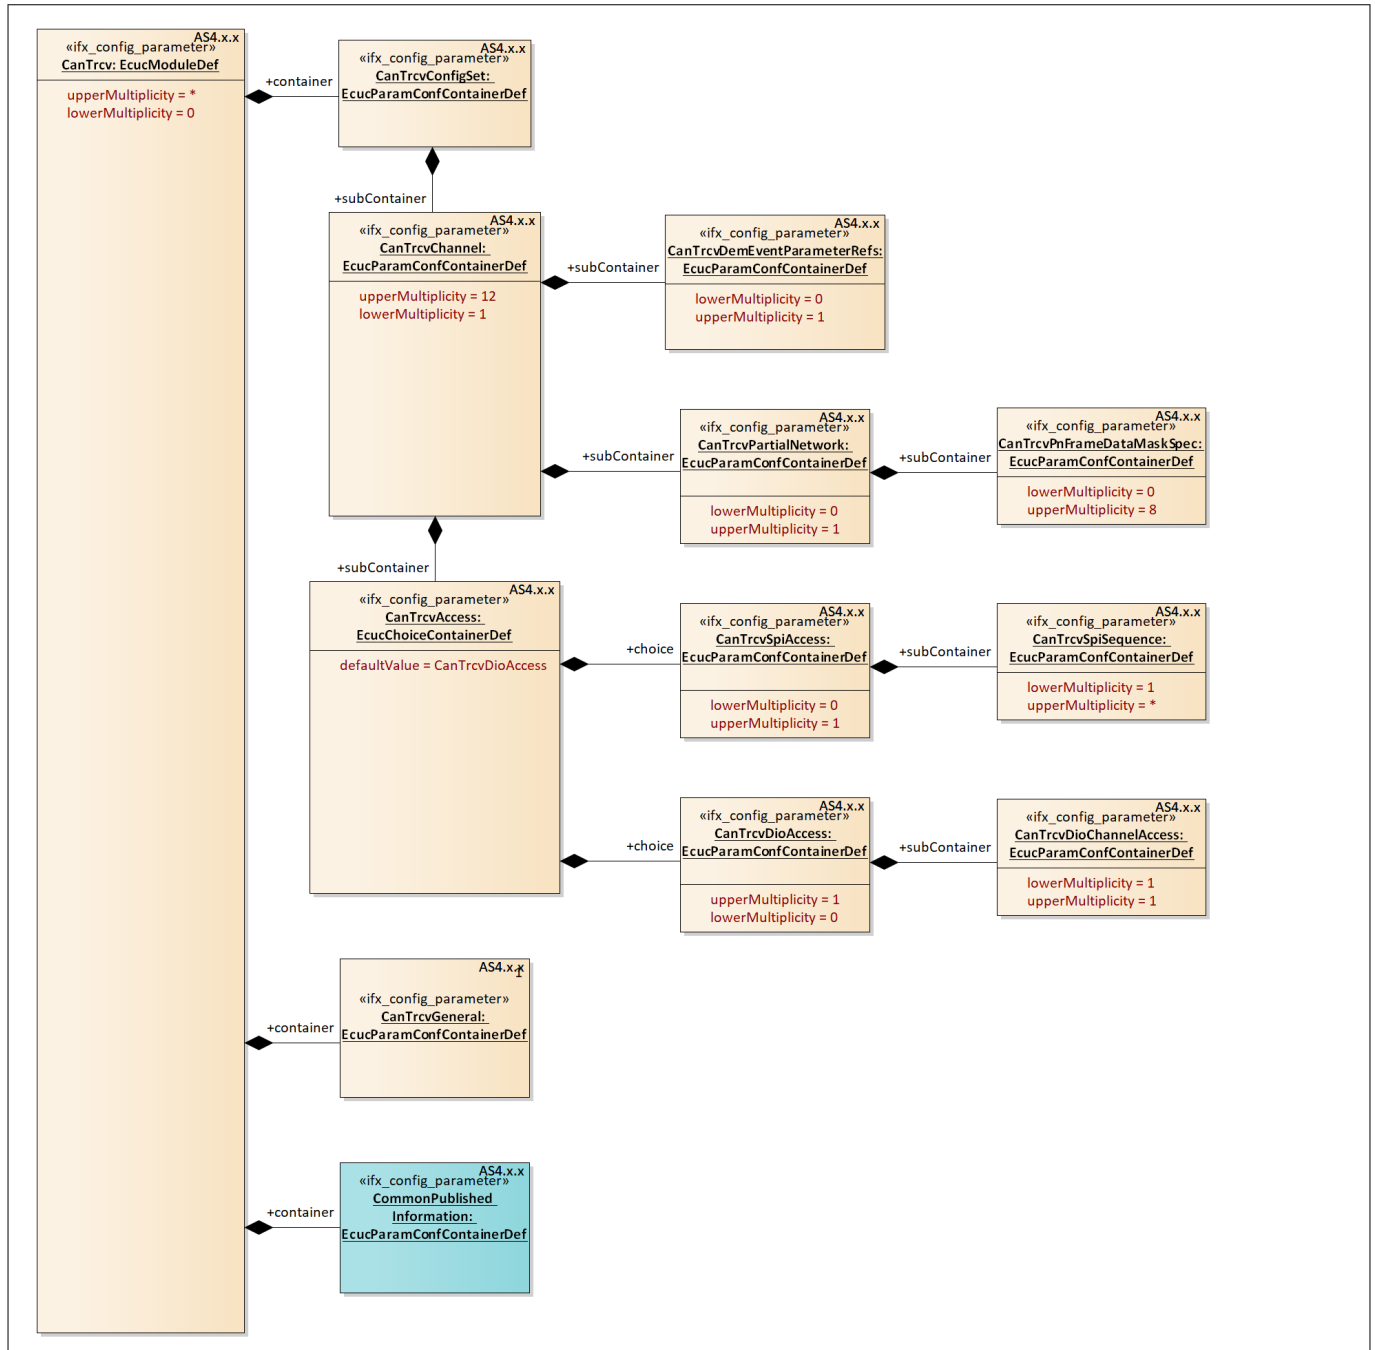 AS4.x.x
«ifx_config_parameter»
CanTrcv: EcucModuleDef
upperMultiplicity = *
lowerMultiplicity = 0
+container
AS4.x.x
«ifx_config_parameter»
CanTrcvConfigSet:
EcucParamConfContainerDef
+subContainer
AS4.x.x
«ifx_config_parameter»
CanTrcvChannel:
EcucParamConfContainerDef
upperMultiplicity = 12
lowerMultiplicity = 1
+subContainer
AS4.x.x
«ifx_config_parameter»
CanTrcvDemEventParameterRefs:
EcucParamConfContainerDef
lowerMultiplicity = 0
upperMultiplicity = 1
+subContainer
AS4.x.x
«ifx_config_parameter»
CanTrcvPartialNetwork:
EcucParamConfContainerDef
lowerMultiplicity = 0
upperMultiplicity = 1
+subContainer
AS4.x.x
«ifx_config_parameter»
CanTrcvPnFrameDataMaskSpec:
EcucParamConfContainerDef
lowerMultiplicity = 0
upperMultiplicity = 8
+subContainer
AS4.x.x
«ifx_config_parameter»
CanTrcvAccess:
EcucChoiceContainerDef
defaultValue = CanTrcvDioAccess
+choice
AS4.x.x
«ifx_config_parameter»
CanTrcvSpiAccess:
EcucParamConfContainerDef
lowerMultiplicity = 0
upperMultiplicity = 1
+subContainer
AS4.x.x
«ifx_config_parameter»
CanTrcvSpiSequence:
EcucParamConfContainerDef
lowerMultiplicity = 1
upperMultiplicity = *
+choice
AS4.x.x
«ifx_config_parameter»
CanTrcvDioAccess:
EcucParamConfContainerDef
upperMultiplicity = 1
lowerMultiplicity = 0
+subContainer
AS4.x.x
«ifx_config_parameter»
CanTrcvDioChannelAccess:
EcucParamConfContainerDef
lowerMultiplicity = 1
upperMultiplicity = 1
+container
AS4.x.x
1
«ifx_config_parameter»
CanTrcvGeneral:
EcucParamConfContainerDef
+container
AS4.x.x
«ifx_config_parameter»
CommonPublished
Information:
EcucParamConfContainerDef